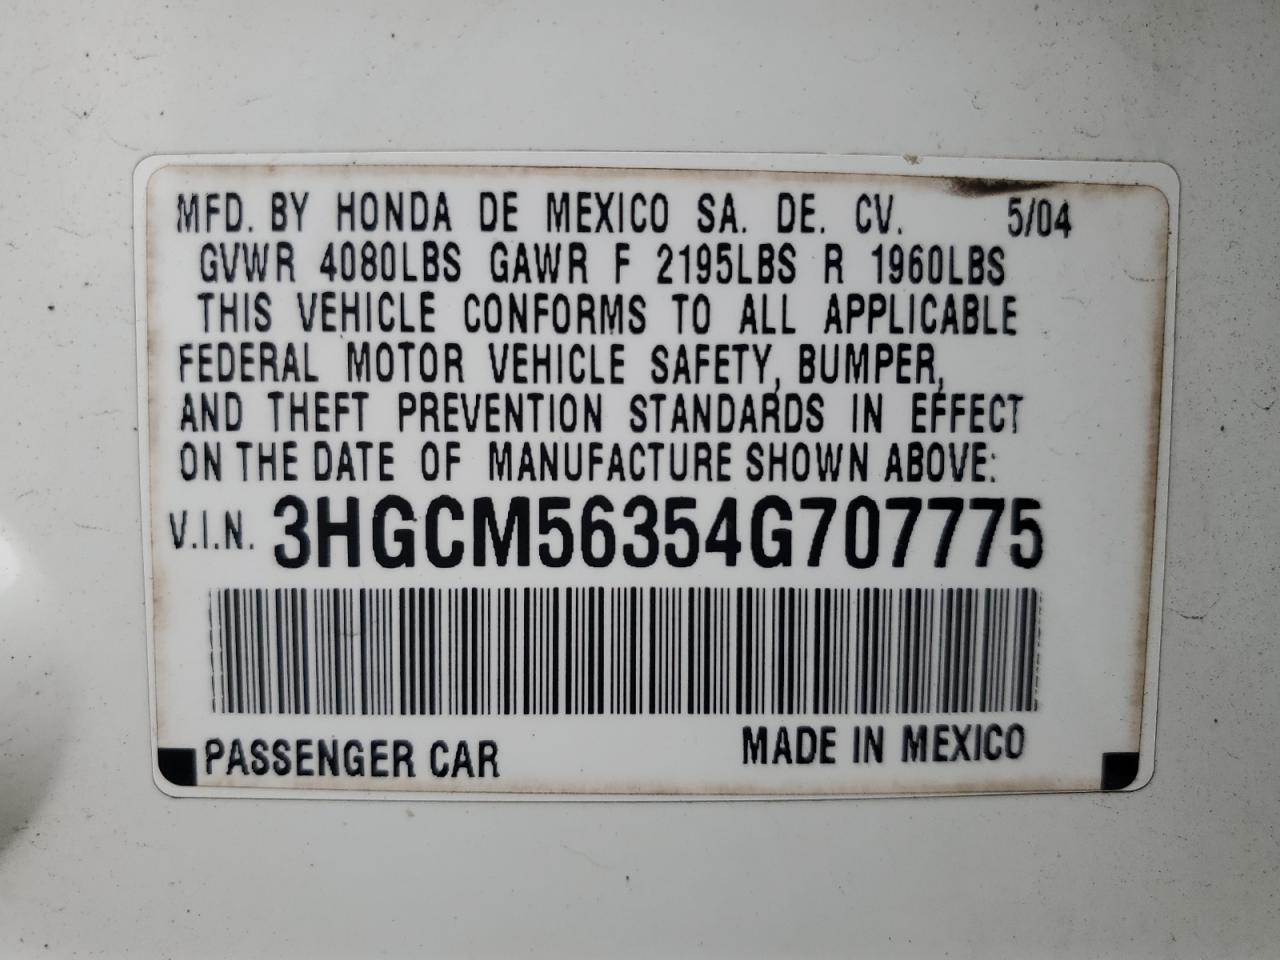 MFD. BY HONDA DE MEXICO SA. DE. CV. 5/04
GVWR 4080LBS GAWR F 2195LBS R 1960LBS
THIS VEHICLE CONFORMS TO ALL APPLICABLE
FEDERAL MOTOR VEHICLE SAFETY, BUMPER,
AND THEFT PREVENTION STANDARDS IN EFFECT
ON THE DATE OF MANUFACTURE SHOWN ABOVE:
V.I.N. 3HGCM56354G707775
PASSENGER CAR MADE IN MEXICO